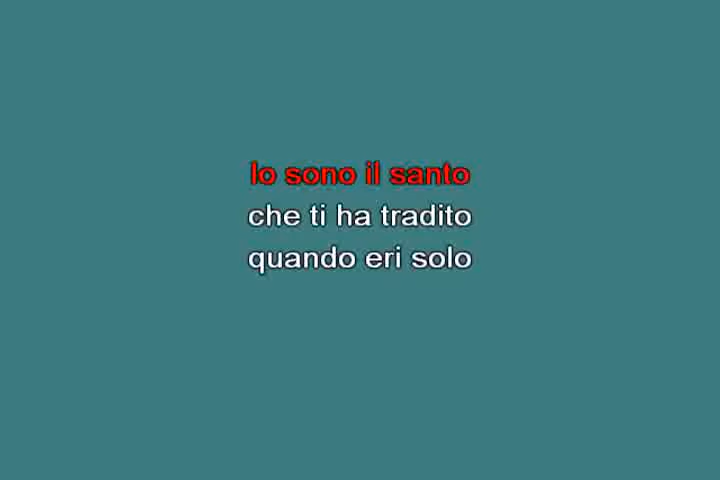 Io sono il santo
che ti ha tradito
quando eri solo